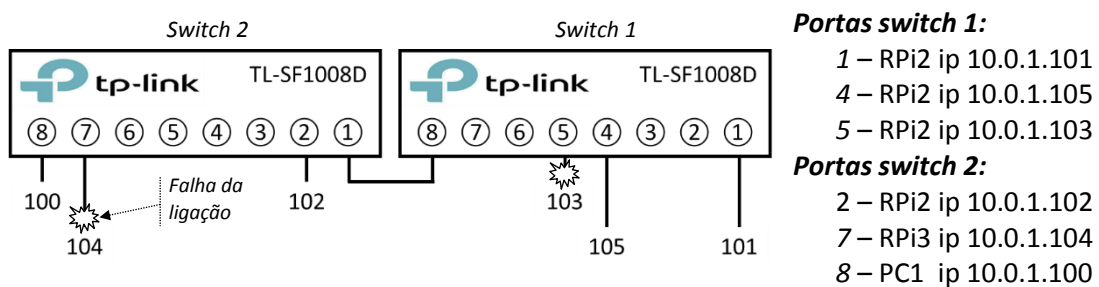 Switch 2
tp-link TL-SF1008D
8 7 6 5 4 3 2 1
100
104
Falha da
ligação
102
Switch 1
tp-link TL-SF1008D
8 7 6 5 4 3 2 1
103
105
101
Portas switch 1:
1 – RPi2 ip 10.0.1.101
4 – RPi2 ip 10.0.1.105
5 – RPi2 ip 10.0.1.103
Portas switch 2:
2 – RPi2 ip 10.0.1.102
7 – RPi3 ip 10.0.1.104
8 – PC1 ip 10.0.1.100